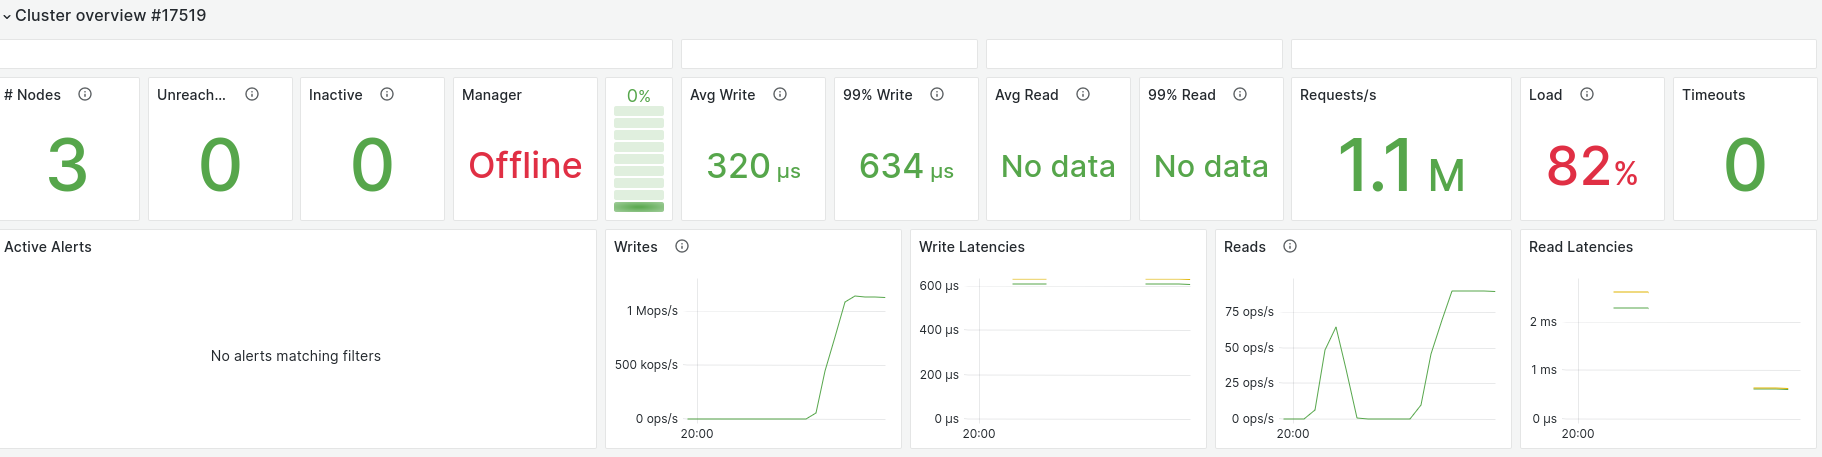 Cluster overview #17519
# Nodes
3
Unreach...
0
Inactive
0
Manager
Offline
0%
Avg Write
320 µs
99% Write
634 µs
Avg Read
No data
99% Read
No data
Requests/s
1.1 M
Load
82%
Timeouts
0
Active Alerts
No alerts matching filters
Writes
1 Mops/s
500 kops/s
0 ops/s
20:00
Write Latencies
600 µs
400 µs
200 µs
0 µs
20:00
Reads
75 ops/s
50 ops/s
25 ops/s
0 ops/s
20:00
Read Latencies
2 ms
1 ms
0 µs
20:00